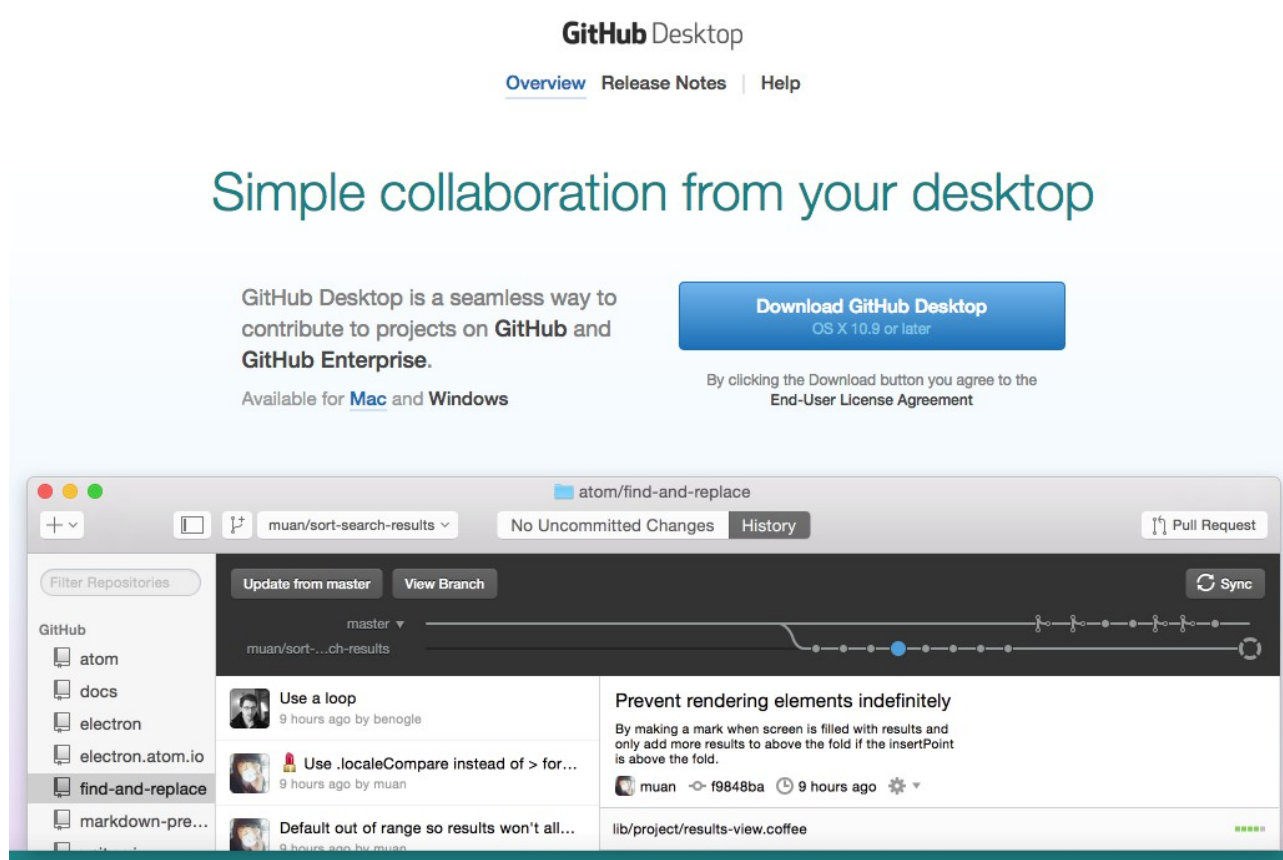 GitHub Desktop
Overview Release Notes Help
Simple collaboration from your desktop
GitHub Desktop is a seamless way to
contribute to projects on GitHub and
GitHub Enterprise.
Available for Mac and Windows
Download GitHub Desktop
OS X 10.9 or later
By clicking the Download button you agree to the
End-User License Agreement
atom/find-and-replace
muan/sort-search-results
No Uncommitted Changes History
Pull Request
Filter Repositories
Update from master View Branch
Sync
GitHub
master
muan/sort-...ch-results
atom
docs
electron
electron.atom.io
find-and-replace
markdown-pre...
Use a loop
9 hours ago by benogle
Use .localeCompare instead of > for...
9 hours ago by muan
Default out of range so results won't all...
9 hours ago by muan
Prevent rendering elements indefinitely
By making a mark when screen is filled with results and
only add more results to above the fold if the insertPoint
is above the fold.
muan f9848ba 9 hours ago
lib/project/results-view.coffee